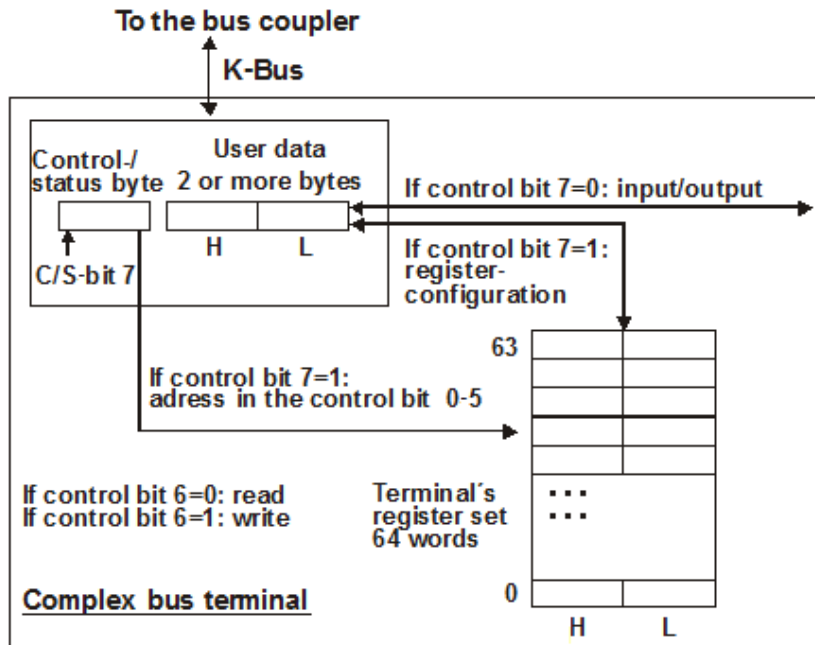 To the bus coupler
K-Bus
Control-/
status byte
User data
2 or more bytes
H
L
C/S-bit 7
If control bit 7=0: input/output
If control bit 7=1:
register-
configuration
63
If control bit 7=1:
adress in the control bit 0-5
If control bit 6=0: read
If control bit 6=1: write
Terminal´s
register set
64 words
...
...
0
H
L
Complex bus terminal